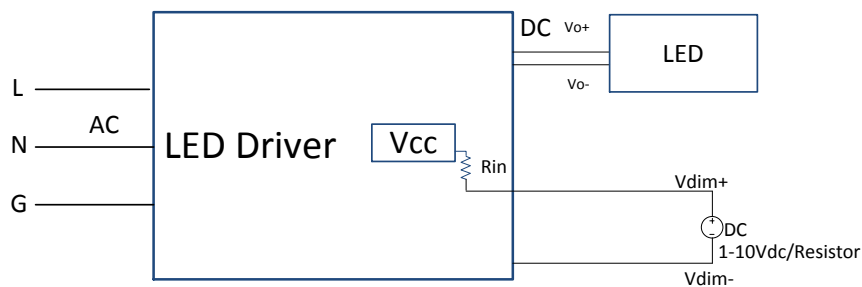 DC Vo+
LED
Vo-
L
AC
N
G
LED Driver
Vcc
Rin
Vdim+
+
-
DC
1-10Vdc/Resistor
Vdim-